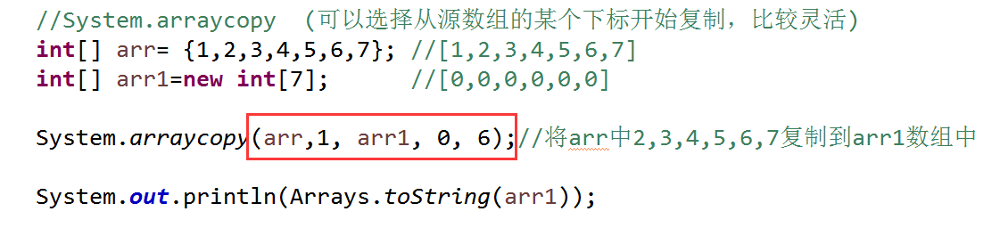 //System.arraycopy  (可以选择从源数组的某个下标开始复制，比较灵活)
int[] arr= {1,2,3,4,5,6,7}; //[1,2,3,4,5,6,7]
int[] arr1=new int[7];      //[0,0,0,0,0,0]
System.arraycopy(arr,1, arr1, 0, 6);//将arr中2,3,4,5,6,7复制到arr1数组中
System.out.println(Arrays.toString(arr1));